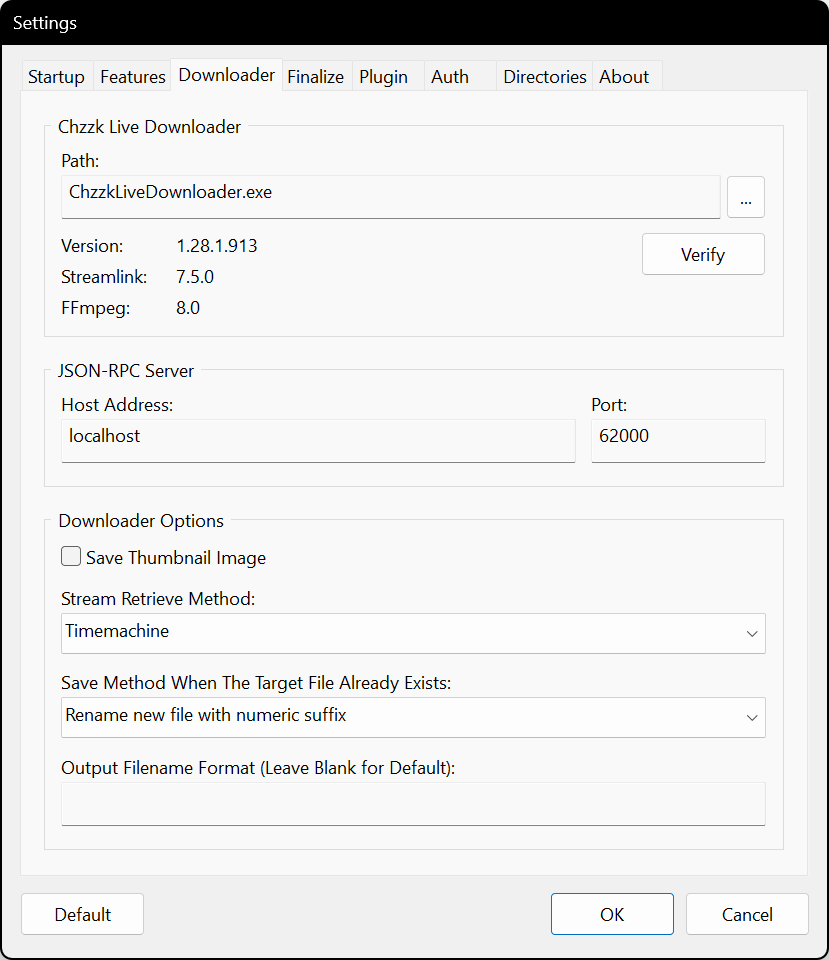 Settings
Startup Features Downloader Finalize Plugin Auth Directories About
Chzzk Live Downloader
Path:
ChzzkLiveDownloader.exe ...
Version: 1.28.1.913 Verify
Streamlink: 7.5.0
FFmpeg: 8.0
JSON-RPC Server
Host Address: Port:
localhost 62000
Downloader Options
Save Thumbnail Image
Stream Retrieve Method:
Timemachine
Save Method When The Target File Already Exists:
Rename new file with numeric suffix
Output Filename Format (Leave Blank for Default):
Default OK Cancel